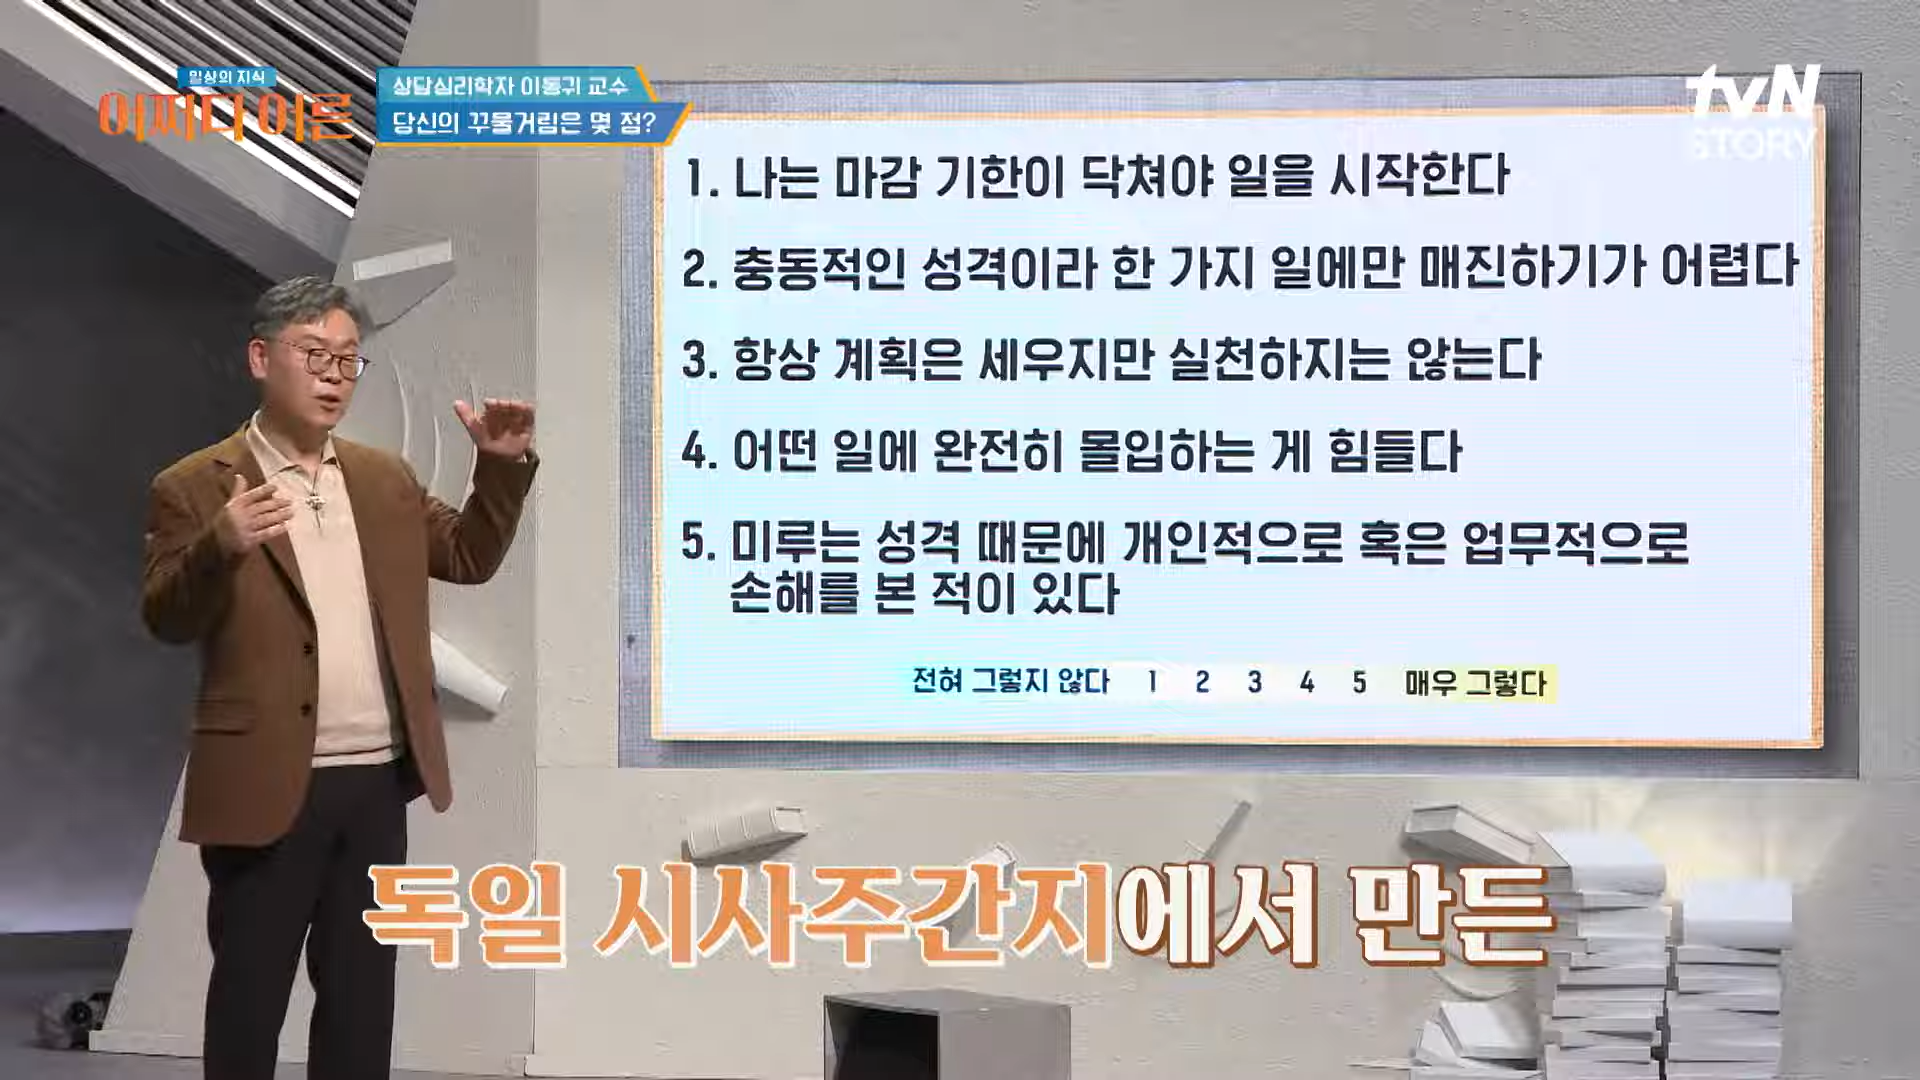 일상의 지식
어쩌다 어른
상담심리학자 이동귀 교수
당신의 꾸물거림은 몇 점?
tvN
STORY
1. 나는 마감 기한이 닥쳐야 일을 시작한다
2. 충동적인 성격이라 한 가지 일에만 매진하기가 어렵다
3. 항상 계획은 세우지만 실천하지는 않는다
4. 어떤 일에 완전히 몰입하는 게 힘들다
5. 미루는 성격 때문에 개인적으로 혹은 업무적으로
손해를 본 적이 있다
전혀 그렇지 않다 1 2 3 4 5 매우 그렇다
독일 시사주간지에서 만든